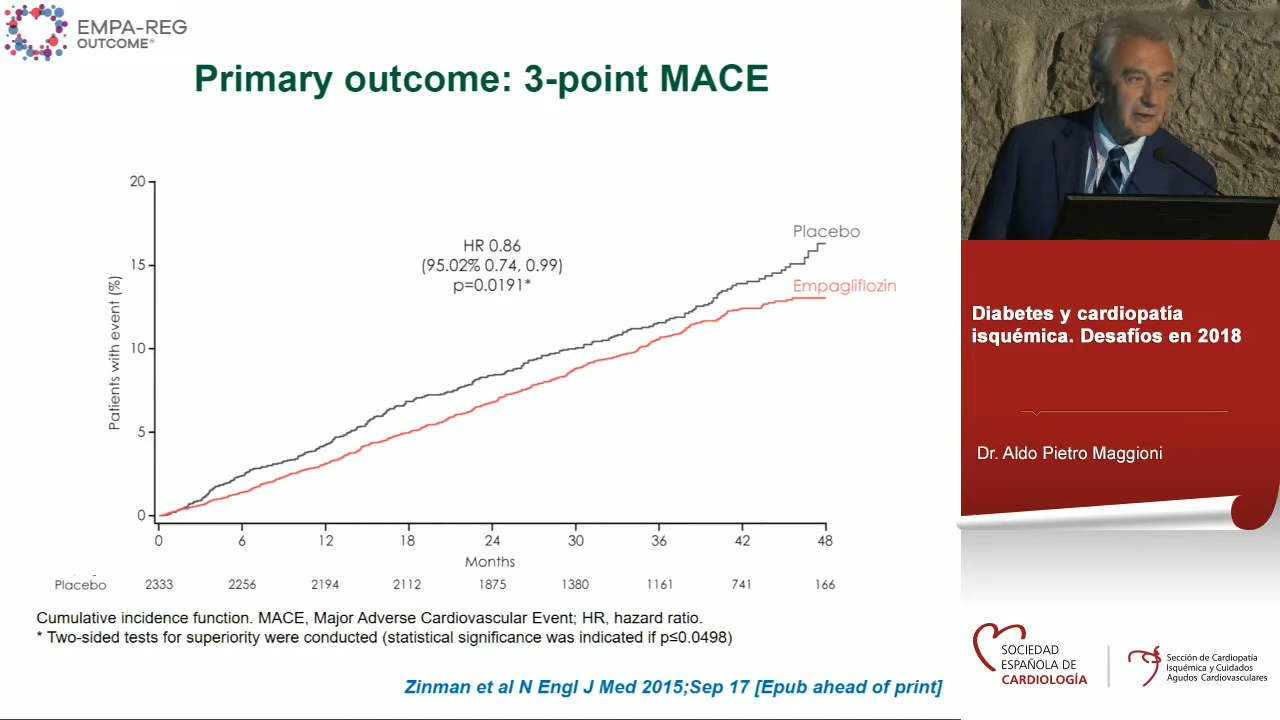 EMPA-REG
OUTCOME®
Primary outcome: 3-point MACE
20
15
10
5
0
Patients with event (%)
HR 0.86
(95.02% 0.74, 0.99)
p=0.0191*
Placebo
Empagliflozin
0 6 12 18 24 30 36 42 48
Months
Placebo 2333 2256 2194 2112 1875 1380 1161 741 166
Cumulative incidence function. MACE, Major Adverse Cardiovascular Event; HR, hazard ratio.
* Two-sided tests for superiority were conducted (statistical significance was indicated if p≤0.0498)
Zinman et al N Engl J Med 2015;Sep 17 [Epub ahead of print]
Diabetes y cardiopatía
isquémica. Desafíos en 2018
Dr. Aldo Pietro Maggioni
SOCIEDAD
ESPAÑOLA DE
CARDIOLOGÍA
Sección de Cardiopatía
Isquémica y Cuidados
Agudos Cardiovasculares